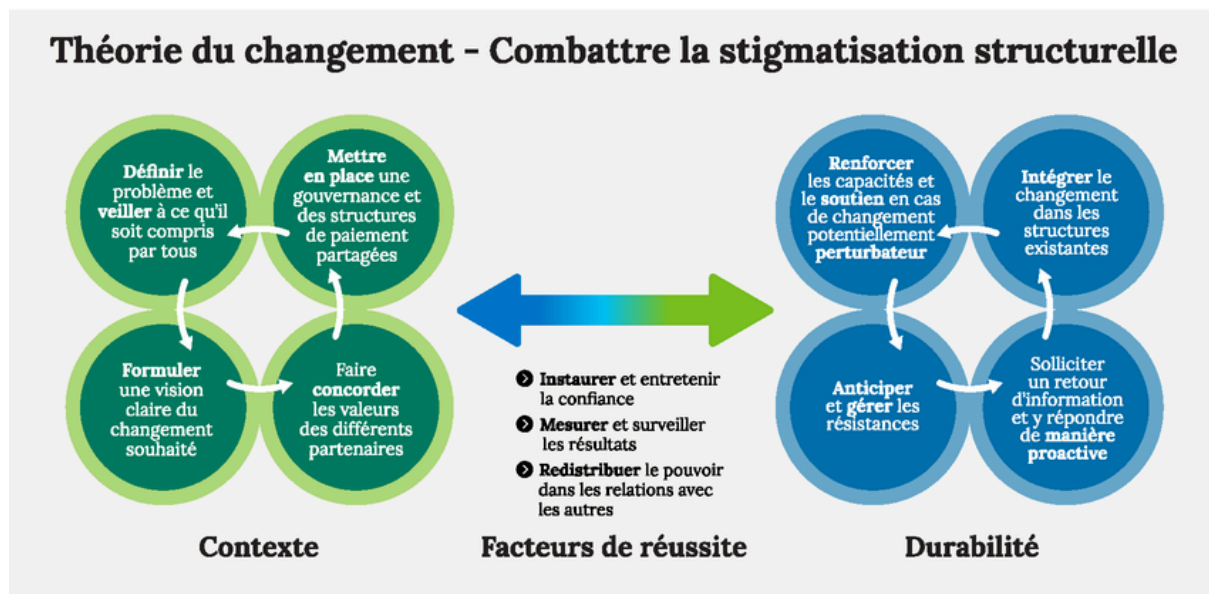 Théorie du changement - Combattre la stigmatisation structurelle
Définir le
problème et
veiller à ce qu'il
soit compris
par tous
Mettre
en place une
gouvernance et
des structures
de paiement
partagées
Formuler
une vision
claire du
changement
souhaité
Faire
concorder
les valeurs
des différents
partenaires
Contexte
Instaurer et entretenir
la confiance
Mesurer et surveiller
les résultats
Redistribuer le pouvoir
dans les relations avec
les autres
Facteurs de réussite
Renforcer
les capacités et
le soutien en cas
de changement
potentiellement
perturbateur
Intégrer le
changement
dans les
structures
existantes
Anticiper
et gérer les
résistances
Solliciter
un retour
d'information
et y répondre
de manière
proactive
Durabilité